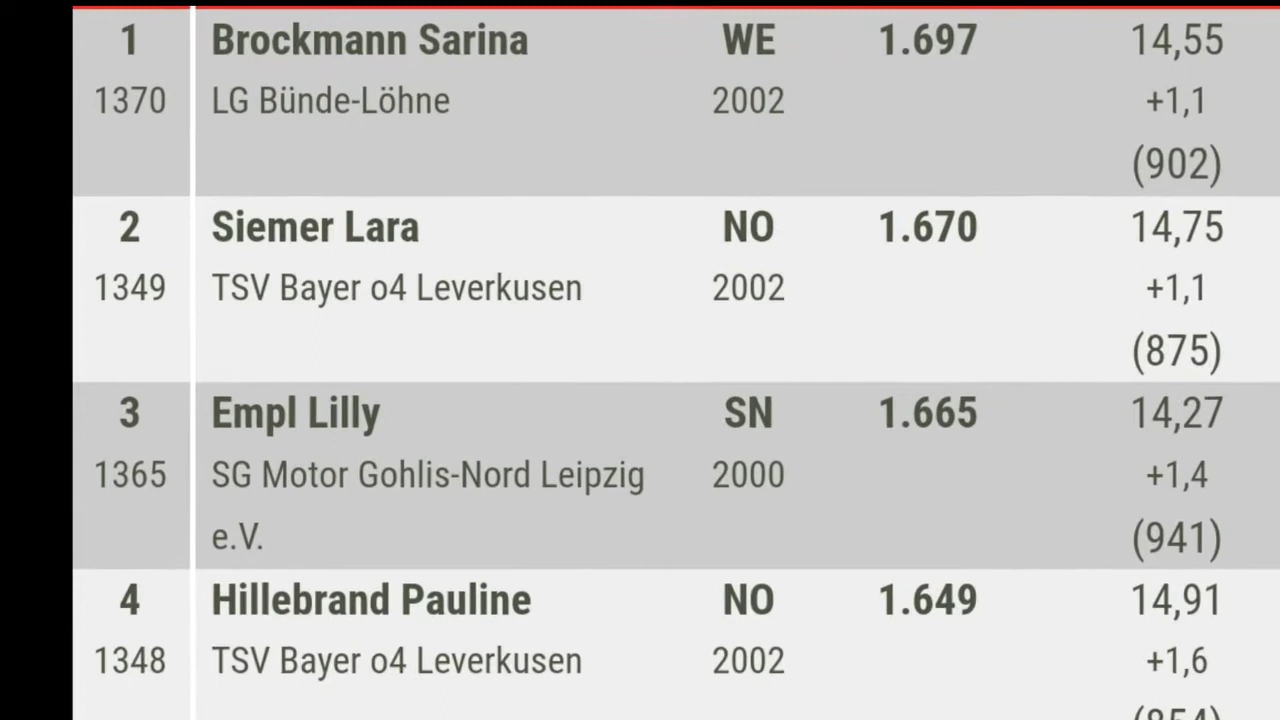 1 Brockmann Sarina WE 1.697 14,55
1370 LG Bünde-Löhne 2002 +1,1
(902)
2 Siemer Lara NO 1.670 14,75
1349 TSV Bayer o4 Leverkusen 2002 +1,1
(875)
3 Empl Lilly SN 1.665 14,27
1365 SG Motor Gohlis-Nord Leipzig 2000 +1,4
e.V. (941)
4 Hillebrand Pauline NO 1.649 14,91
1348 TSV Bayer o4 Leverkusen 2002 +1,6